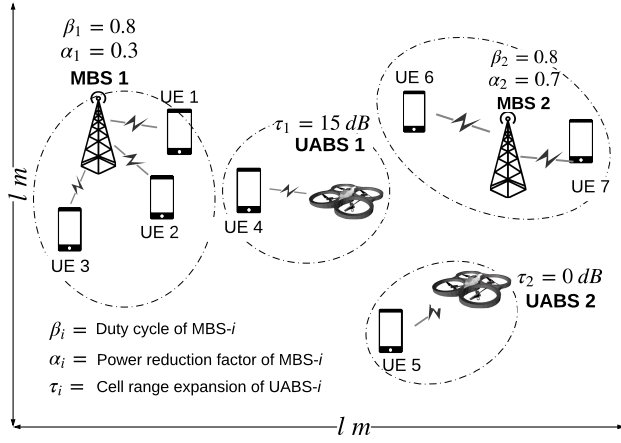 β₁ = 0.8
α₁ = 0.3
MBS 1
UE 1
UE 2
UE 3
τ₁ = 15 dB
UABS 1
UE 4
β₂ = 0.8
α₂ = 0.7
MBS 2
UE 6
UE 7
τ₂ = 0 dB
UABS 2
UE 5
βᵢ = Duty cycle of MBS-i
αᵢ = Power reduction factor of MBS-i
τᵢ = Cell range expansion of UABS-i
l m
l m